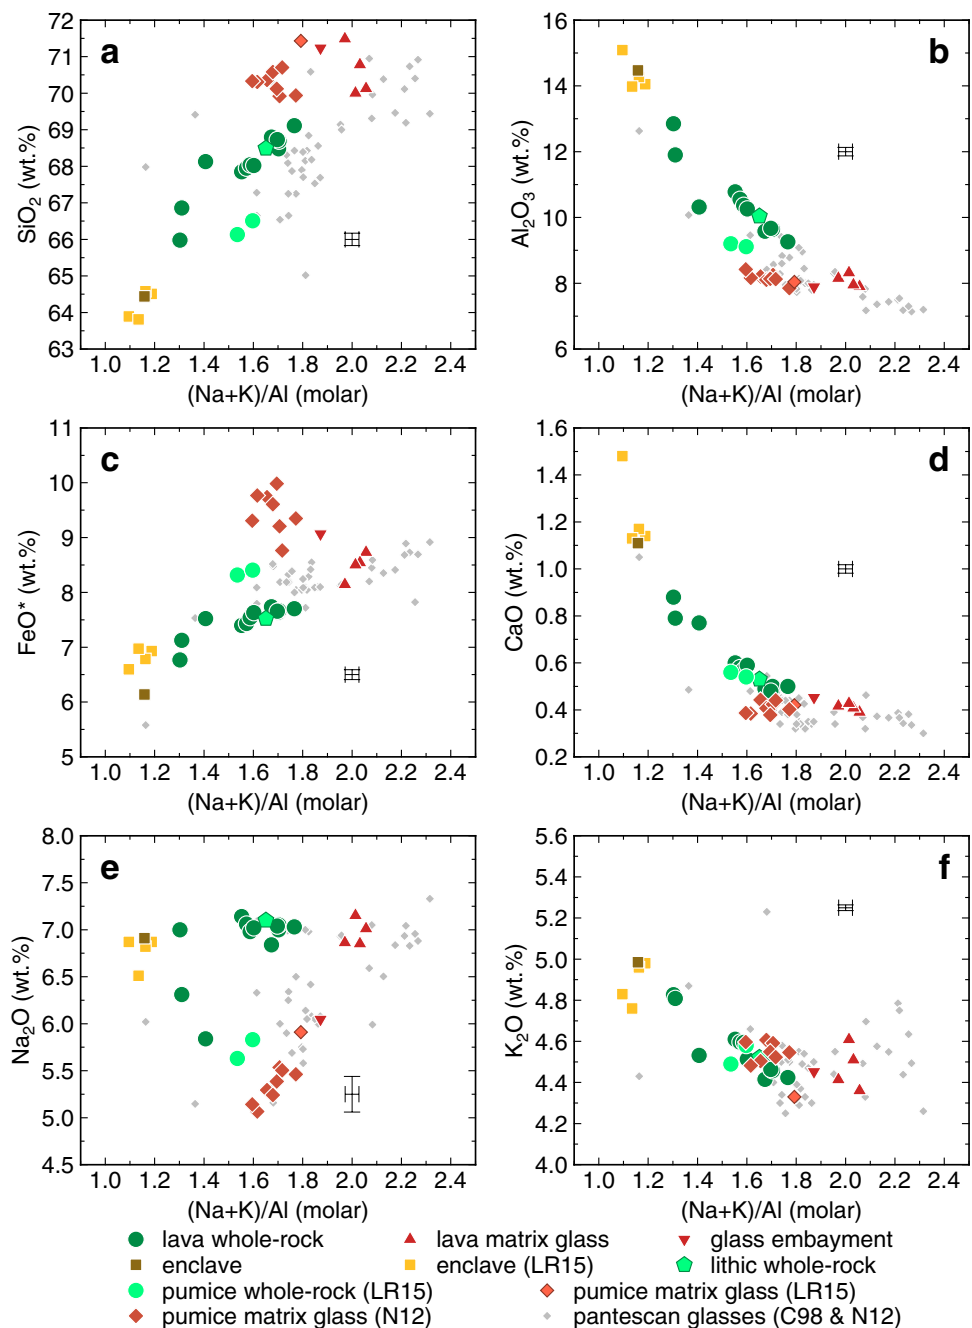 a
b
72
71
70
69
68
67
66
65
64
63
SiO₂ (wt.%)
1.0 1.2 1.4 1.6 1.8 2.0 2.2 2.4
(Na+K)/Al (molar)
16
14
12
10
8
6
Al₂O₃ (wt.%)
1.0 1.2 1.4 1.6 1.8 2.0 2.2 2.4
(Na+K)/Al (molar)
c
d
11
10
9
8
7
6
5
FeO* (wt.%)
1.0 1.2 1.4 1.6 1.8 2.0 2.2 2.4
(Na+K)/Al (molar)
1.6
1.4
1.2
1.0
0.8
0.6
0.4
0.2
CaO (wt.%)
1.0 1.2 1.4 1.6 1.8 2.0 2.2 2.4
(Na+K)/Al (molar)
e
f
8.0
7.5
7.0
6.5
6.0
5.5
5.0
4.5
Na₂O (wt.%)
1.0 1.2 1.4 1.6 1.8 2.0 2.2 2.4
(Na+K)/Al (molar)
5.6
5.4
5.2
5.0
4.8
4.6
4.4
4.2
4.0
K₂O (wt.%)
1.0 1.2 1.4 1.6 1.8 2.0 2.2 2.4
(Na+K)/Al (molar)
lava whole-rock
lava matrix glass
glass embayment
enclave
enclave (LR15)
lithic whole-rock
pumice whole-rock (LR15)
pumice matrix glass (LR15)
pumice matrix glass (N12)
pantescan glasses (C98 & N12)